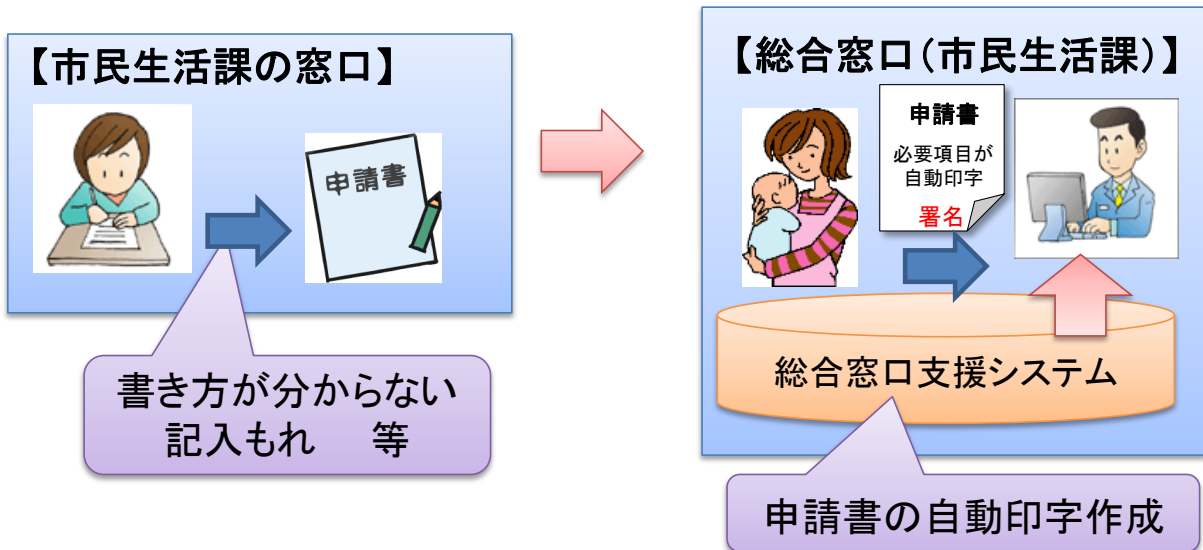 【市民生活課の窓口】
申請書
書き方が分からない
記入もれ　等
【総合窓口(市民生活課)】
申請書
必要項目が
自動印字
署名
総合窓口支援システム
申請書の自動印字作成